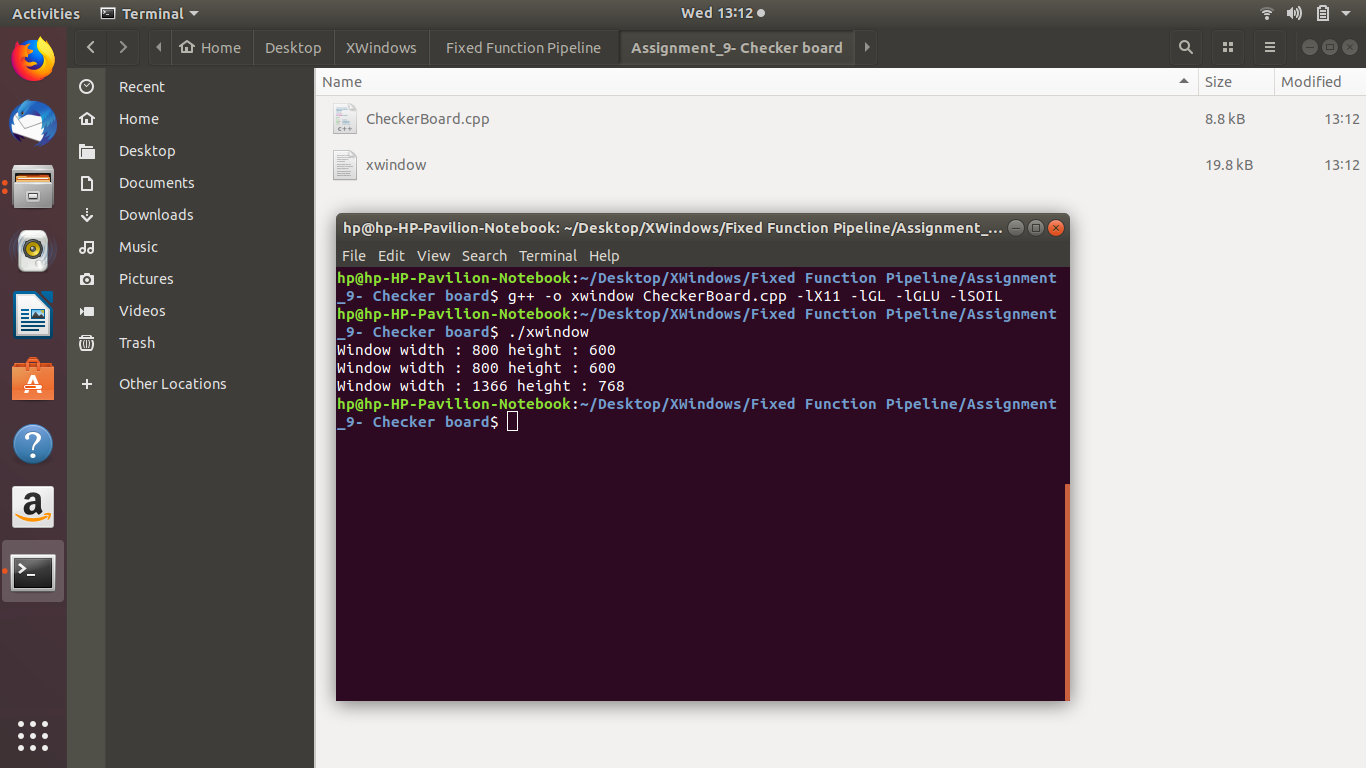 Activities Terminal Wed 13:12
Home Desktop XWindows Fixed Function Pipeline Assignment_9- Checker board
Recent
Home
Desktop
Documents
Downloads
Music
Pictures
Videos
Trash
Other Locations
Name Size Modified
CheckerBoard.cpp 8.8 kB 13:12
xwindow 19.8 kB 13:12
hp@hp-HP-Pavilion-Notebook: ~/Desktop/XWindows/Fixed Function Pipeline/Assignment_...
File Edit View Search Terminal Help
hp@hp-HP-Pavilion-Notebook:~/Desktop/XWindows/Fixed Function Pipeline/Assignment
_9- Checker board$ g++ -o xwindow CheckerBoard.cpp -lX11 -lGL -lGLU -lSOIL
hp@hp-HP-Pavilion-Notebook:~/Desktop/XWindows/Fixed Function Pipeline/Assignment
_9- Checker board$ ./xwindow
Window width : 800 height : 600
Window width : 800 height : 600
Window width : 1366 height : 768
hp@hp-HP-Pavilion-Notebook:~/Desktop/XWindows/Fixed Function Pipeline/Assignment
_9- Checker board$